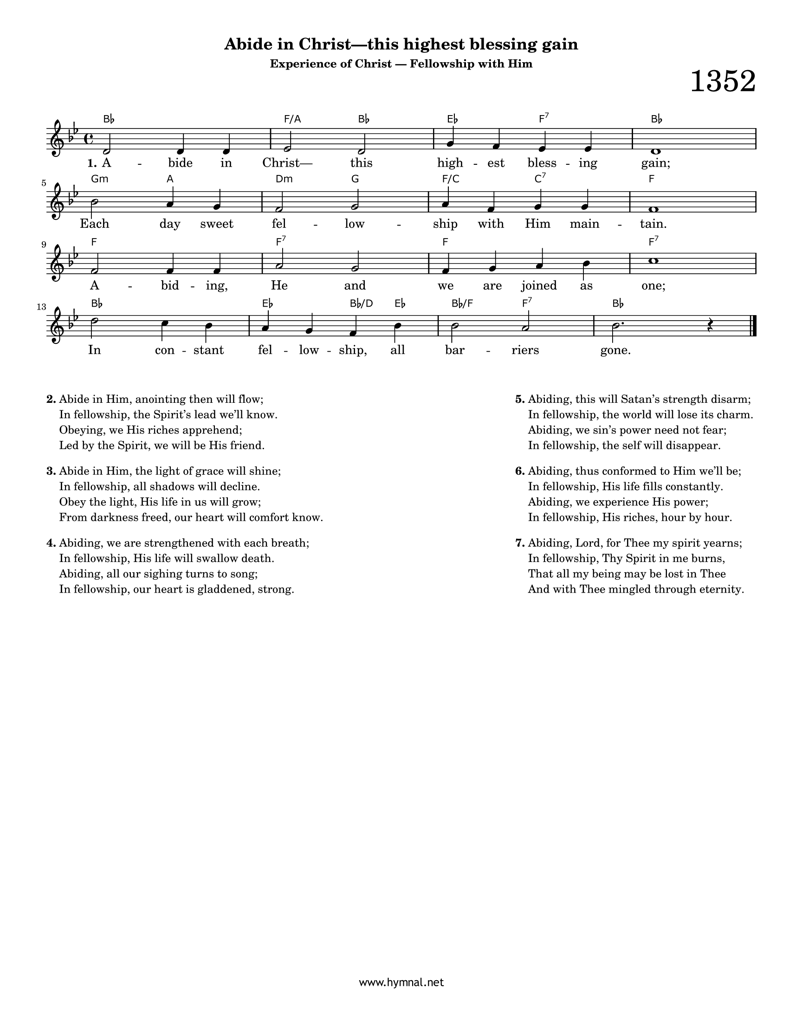 Abide in Christ—this highest blessing gain
Experience of Christ — Fellowship with Him
1352
B♭ F/A B♭ E♭ F7 B♭
1. A - bide in Christ— this high - est bless - ing gain;
5 Gm A Dm G F/C C7 F
Each day sweet fel - low - ship with Him main - tain.
9 F F7 F F7
A - bid - ing, He and we are joined as one;
13 B♭ E♭ B♭/D E♭ B♭/F F7 B♭
In con - stant fel - low - ship, all bar - riers gone.
2. Abide in Him, anointing then will flow;
In fellowship, the Spirit's lead we'll know.
Obeying, we His riches apprehend;
Led by the Spirit, we will be His friend.
3. Abide in Him, the light of grace will shine;
In fellowship, all shadows will decline.
Obey the light, His life in us will grow;
From darkness freed, our heart will comfort know.
4. Abiding, we are strengthened with each breath;
In fellowship, His life will swallow death.
Abiding, all our sighing turns to song;
In fellowship, our heart is gladdened, strong.
5. Abiding, this will Satan's strength disarm;
In fellowship, the world will lose its charm.
Abiding, we sin's power need not fear;
In fellowship, the self will disappear.
6. Abiding, thus conformed to Him we'll be;
In fellowship, His life fills constantly.
Abiding, we experience His power;
In fellowship, His riches, hour by hour.
7. Abiding, Lord, for Thee my spirit yearns;
In fellowship, Thy Spirit in me burns,
That all my being may be lost in Thee
And with Thee mingled through eternity.
www.hymnal.net